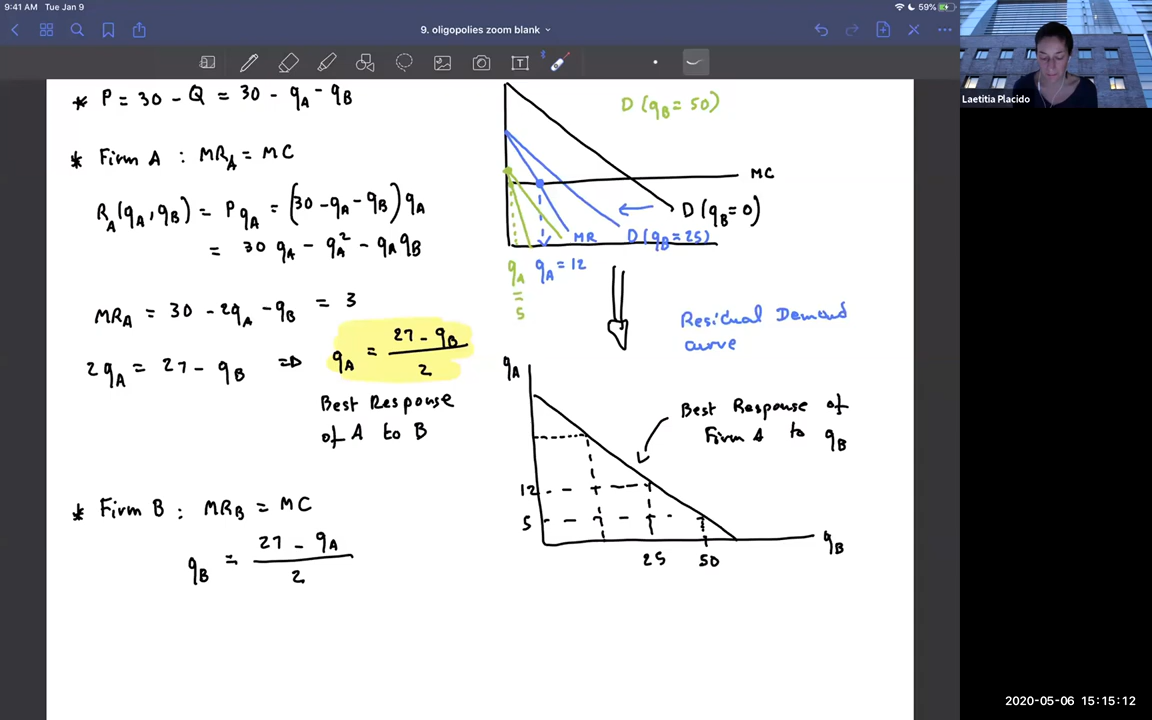 9:41 AM Tue Jan 9
59%
9. oligopolies zoom blank
Laetitia Placido
* P = 30 - Q = 30 - qA - qB
* Firm A : MRA = MC
RA(qA, qB) = P qA = (30 - qA - qB) qA
= 30 qA - qA² - qA qB
MRA = 30 - 2qA - qB = 3
2qA = 27 - qB => qA = (27 - qB) / 2
Best Response
of A to B
* Firm B : MRB = MC
qB = (27 - qA) / 2
D (qB = 50)
MC
D (qB = 0)
MR
D (qB = 25)
qA = 5
qA = 12
Residual Demand
curve
qA
Best Response of
Firm A to qB
12
5
25
50
qB
2020-05-06 15:15:12